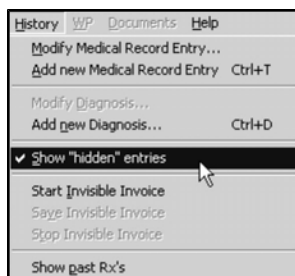 History WP Documents Help
Modify Medical Record Entry...
Add new Medical Record Entry Ctrl+T
Modify Diagnosis...
Add new Diagnosis... Ctrl+D
✓ Show "hidden" entries
Start Invisible Invoice
Save Invisible Invoice
Stop Invisible Invoice
Show past Rx's